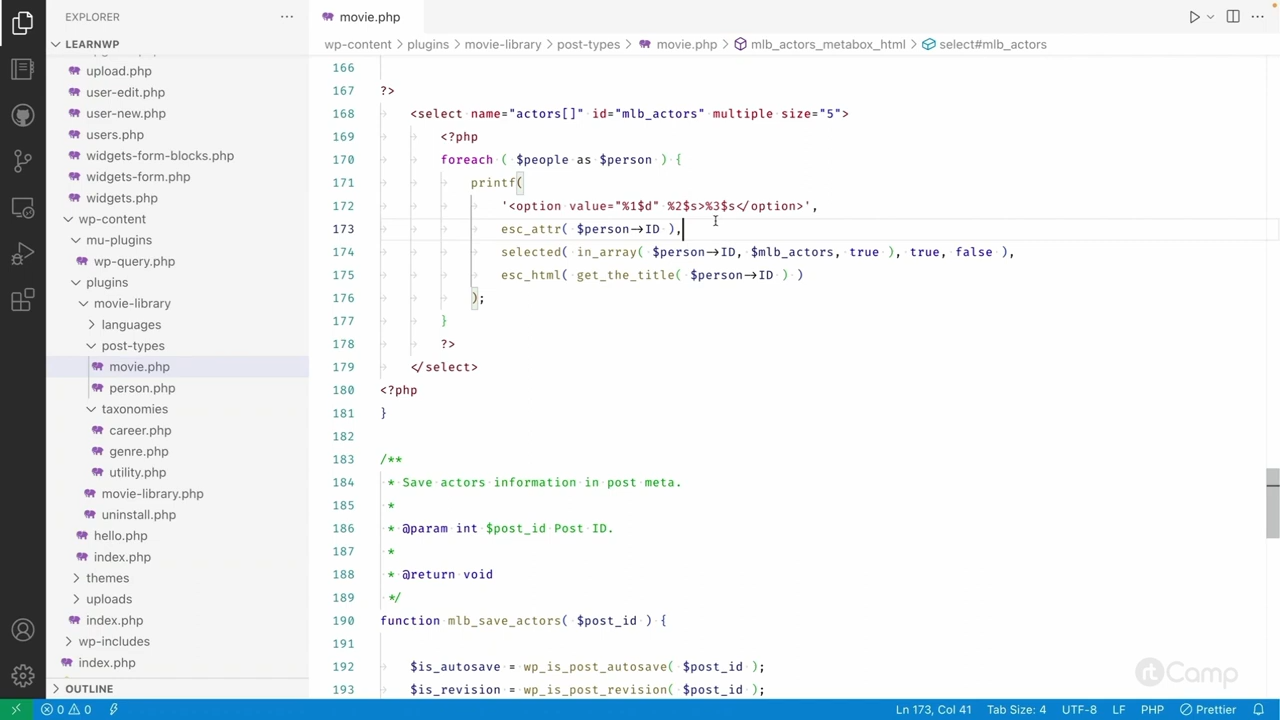 EXPLORER
LEARNWP
upload.php
user-edit.php
user-new.php
users.php
widgets-form-blocks.php
widgets-form.php
widgets.php
wp-content
mu-plugins
wp-query.php
plugins
movie-library
languages
post-types
movie.php
person.php
taxonomies
career.php
genre.php
utility.php
movie-library.php
uninstall.php
hello.php
index.php
themes
uploads
index.php
wp-includes
index.php
OUTLINE
movie.php
wp-content > plugins > movie-library > post-types > movie.php > mlb_actors_metabox_html > select#mlb_actors
166
167 ?>
168 <select name="actors[]" id="mlb_actors" multiple size="5">
169 <?php
170 foreach ( $people as $person ) {
171 printf(
172 '<option value="%1$d" %2$s>%3$s</option>',
173 esc_attr( $person->ID ),
174 selected( in_array( $person->ID, $mlb_actors, true ), true, false ),
175 esc_html( get_the_title( $person->ID ) )
176 );
177 }
178 ?>
179 </select>
180 <?php
181 }
182
183 /**
184 * Save actors information in post meta.
185 *
186 * @param int $post_id Post ID.
187 *
188 * @return void
189 */
190 function mlb_save_actors( $post_id ) {
191
192 $is_autosave = wp_is_post_autosave( $post_id );
193 $is_revision = wp_is_post_revision( $post_id );
rtCamp
0 0 Ln 173, Col 41 Tab Size: 4 UTF-8 LF PHP Prettier